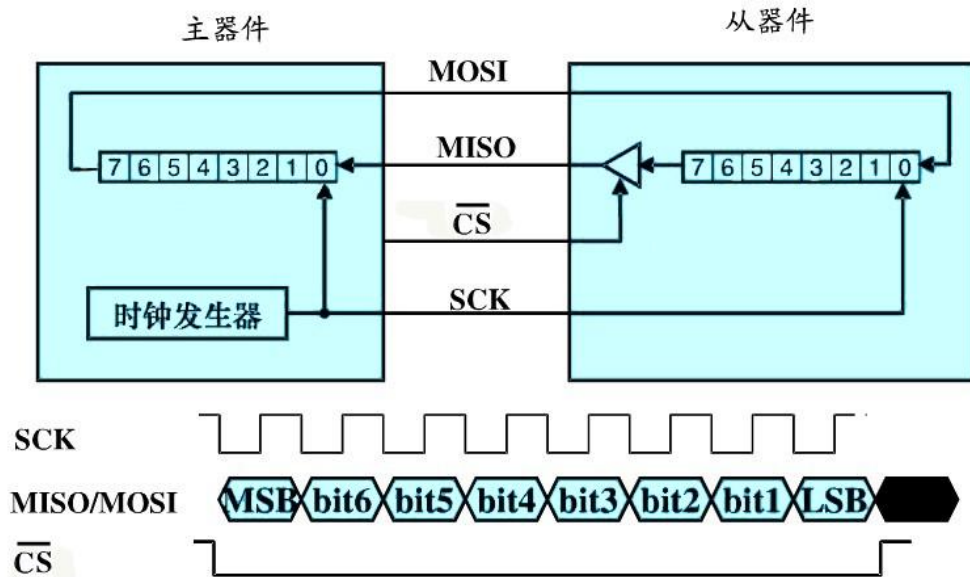 主器件 从器件
MOSI
MISO
7 6 5 4 3 2 1 0 7 6 5 4 3 2 1 0
CS
时钟发生器 SCK
SCK
MISO/MOSI MSB bit6 bit5 bit4 bit3 bit2 bit1 LSB
CS